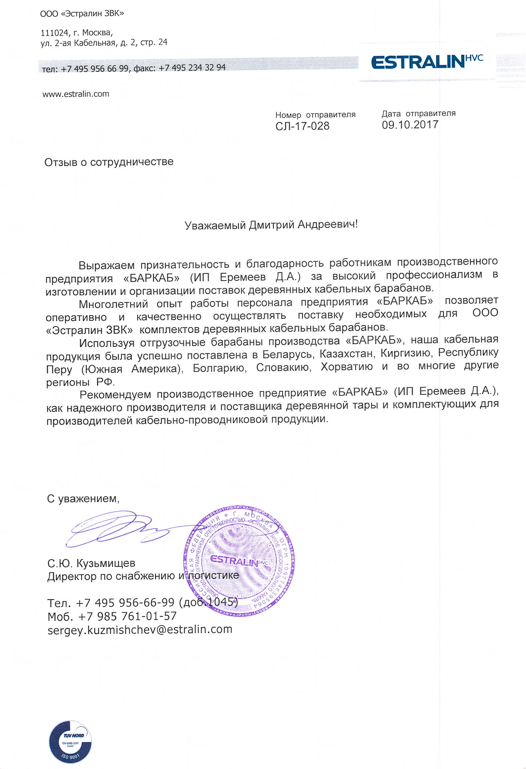 ООО «Эстралин ЗВК»
111024, г. Москва,
ул. 2-ая Кабельная, д. 2, стр. 24
тел: +7 495 956 66 99, факс: +7 495 234 32 94
ESTRALIN HVC
www.estralin.com
Номер отправителя
СЛ-17-028
Дата отправителя
09.10.2017
Отзыв о сотрудничестве
Уважаемый Дмитрий Андреевич!
Выражаем признательность и благодарность работникам производственного
предприятия «БАРКАБ» (ИП Еремеев Д.А.) за высокий профессионализм в
изготовлении и организации поставок деревянных кабельных барабанов.
Многолетний опыт работы персонала предприятия «БАРКАБ» позволяет
оперативно и качественно осуществлять поставку необходимых для ООО
«Эстралин ЗВК» комплектов деревянных кабельных барабанов.
Используя отгрузочные барабаны производства «БАРКАБ», наша кабельная
продукция была успешно поставлена в Беларусь, Казахстан, Киргизию, Республику
Перу (Южная Америка), Болгарию, Словакию, Хорватию и во многие другие
регионы РФ.
Рекомендуем производственное предприятие «БАРКАБ» (ИП Еремеев Д.А.),
как надежного производителя и поставщика деревянной тары и комплектующих для
производителей кабельно-проводниковой продукции.
С уважением,
С.Ю. Кузьмищев
Директор по снабжению и логистике
Тел. +7 495 956-66-99 (доб.1045)
Моб. +7 985 761-01-57
sergey.kuzmishchev@estralin.com
ESTRALIN HVC
TUV NORD
ISO 9001